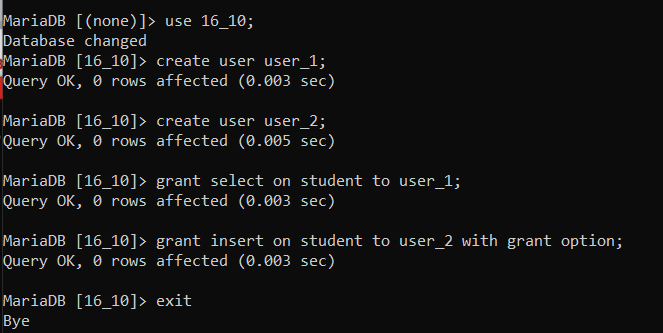 MariaDB [(none)]> use 16_10;
Database changed
MariaDB [16_10]> create user user_1;
Query OK, 0 rows affected (0.003 sec)
MariaDB [16_10]> create user user_2;
Query OK, 0 rows affected (0.005 sec)
MariaDB [16_10]> grant select on student to user_1;
Query OK, 0 rows affected (0.003 sec)
MariaDB [16_10]> grant insert on student to user_2 with grant option;
Query OK, 0 rows affected (0.003 sec)
MariaDB [16_10]> exit
Bye